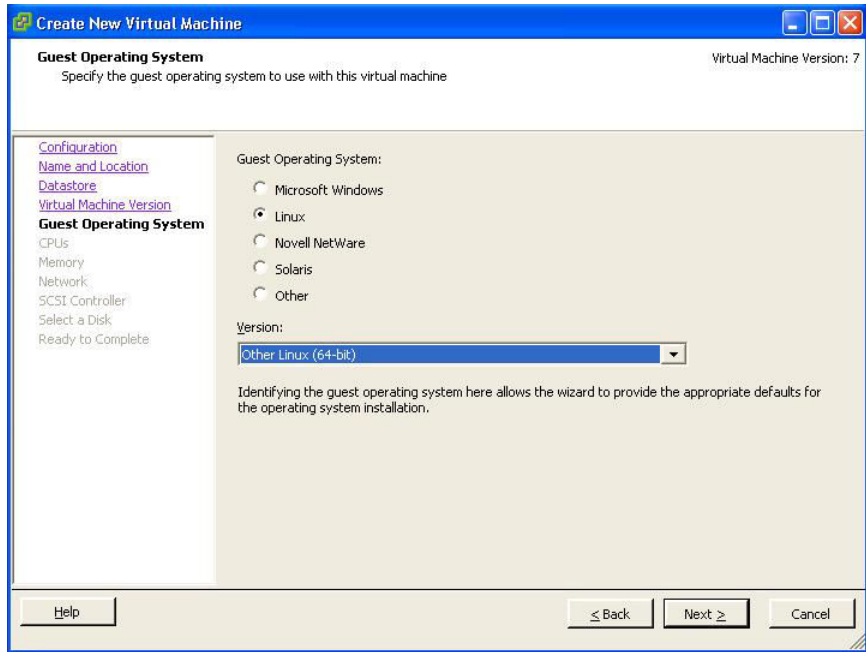 Create New Virtual Machine
Guest Operating System
Specify the guest operating system to use with this virtual machine
Virtual Machine Version: 7
Configuration
Name and Location
Datastore
Virtual Machine Version
Guest Operating System
CPUs
Memory
Network
SCSI Controller
Select a Disk
Ready to Complete
Guest Operating System:
Microsoft Windows
Linux
Novell NetWare
Solaris
Other
Version:
Other Linux (64-bit)
Identifying the guest operating system here allows the wizard to provide the appropriate defaults for
the operating system installation.
Help
< Back
Next >
Cancel